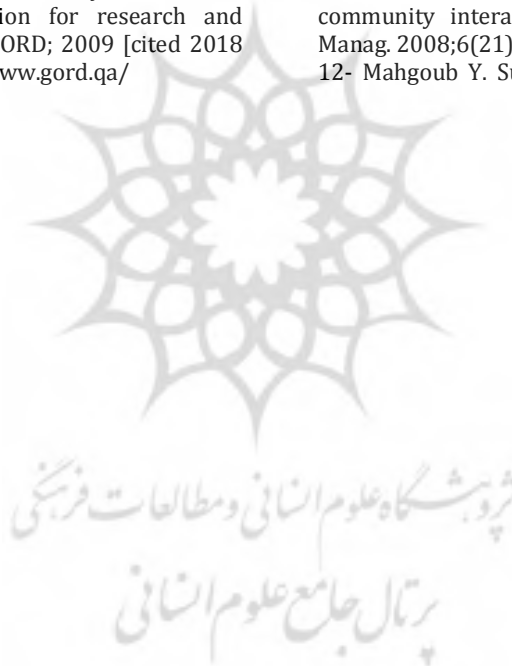 ion for research and
ORD; 2009 [cited 2018
ww.gord.qa/
community intera
Manag. 2008;6(21)
12- Mahgoub Y. Su
پژوهشگاه علوم انسانی و مطالعات فرهنگی
پرتال جامع علوم انسانی